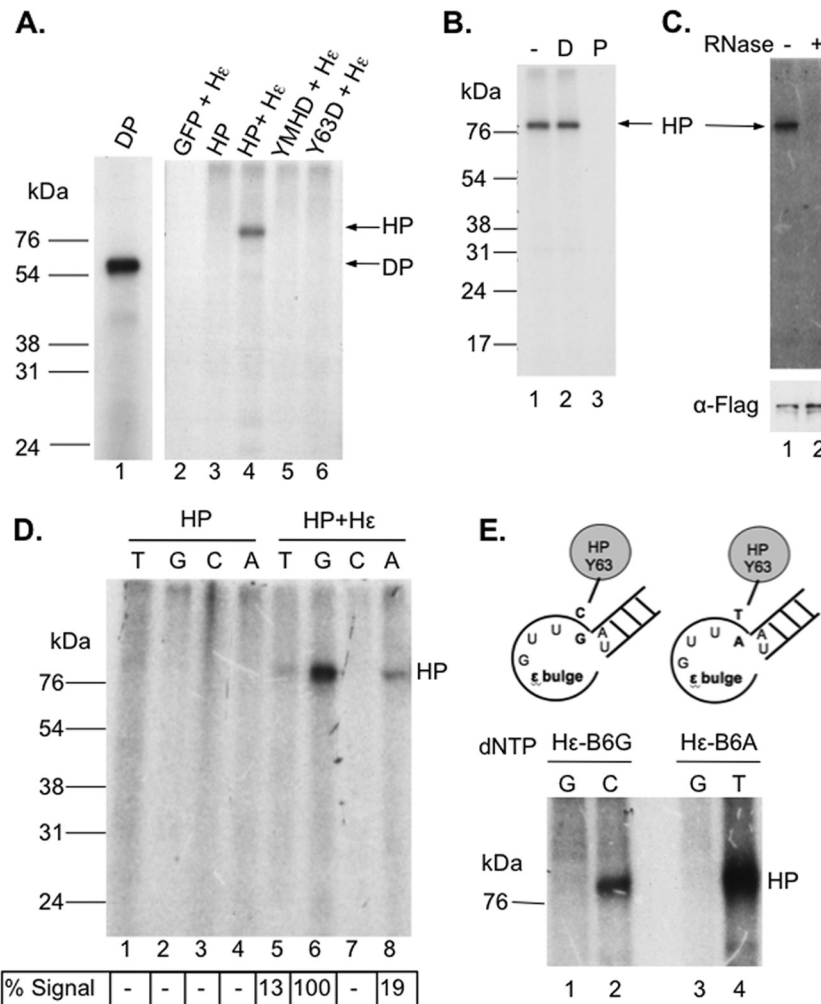 A.
DP
GFP + Hε
HP
HP+ Hε
YMHD + Hε
Y63D + Hε
kDa
76
54
38
31
24
HP
DP
1 2 3 4 5 6
B.
- D P
kDa
76
54
38
31
24
17
HP
1 2 3
C.
RNase - +
α-Flag
1 2
D.
HP HP+Hε
T G C A T G C A
kDa
76
54
38
31
24
HP
1 2 3 4 5 6 7 8
% Signal - - - - 13 100 - 19
E.
HP
Y63
C
G U U G A U
ε bulge
HP
Y63
T
G U U A A U
ε bulge
dNTP Hε-B6G Hε-B6A
G C G T
kDa
76
HP
1 2 3 4